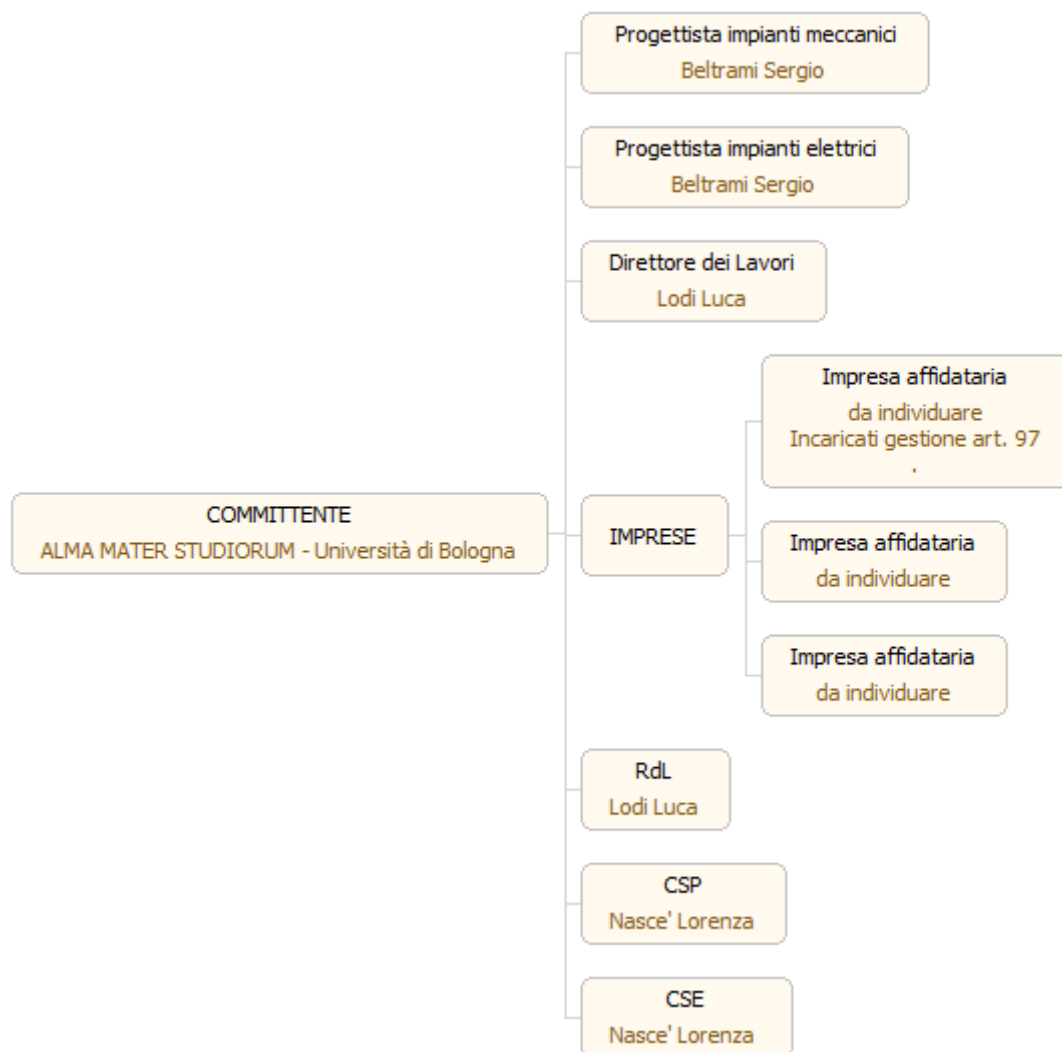 Progettista impianti meccanici
Beltrami Sergio
Progettista impianti elettrici
Beltrami Sergio
Direttore dei Lavori
Lodi Luca
Impresa affidataria
da individuare
Incaricati gestione art. 97
.
COMMITTENTE
ALMA MATER STUDIORUM - Università di Bologna
IMPRESE
Impresa affidataria
da individuare
Impresa affidataria
da individuare
RdL
Lodi Luca
CSP
Nasce' Lorenza
CSE
Nasce' Lorenza